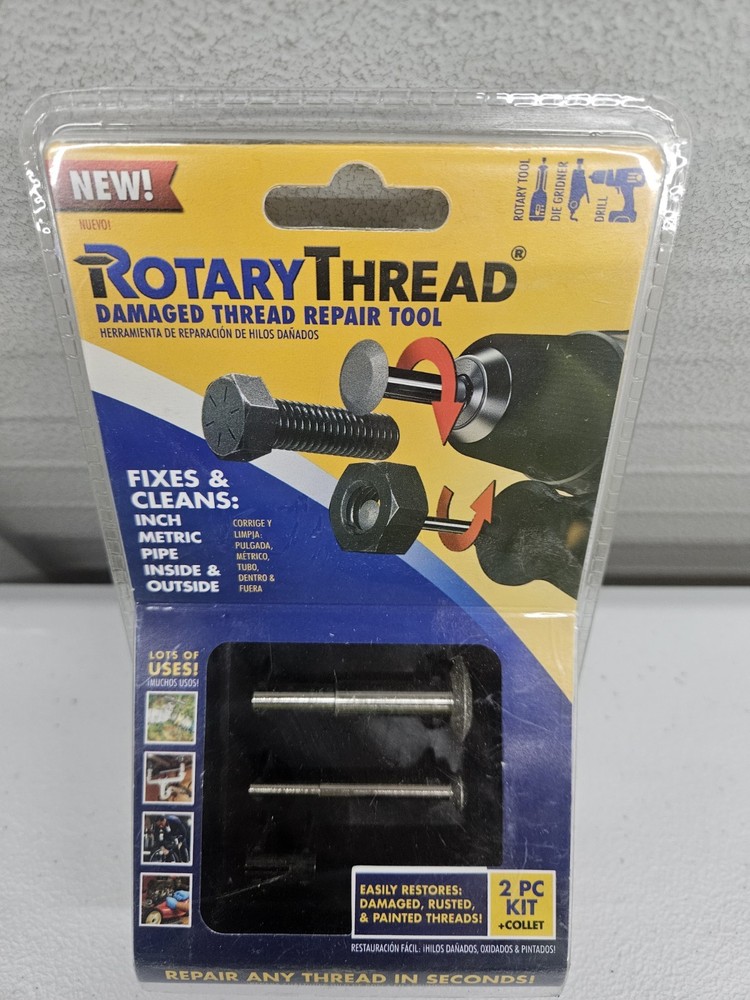 NEW!
NUEVO!
ROTARY TOOL
DIE GRIDNER
DRILL
ROTARYTHREAD®
DAMAGED THREAD REPAIR TOOL
HERRAMIENTA DE REPARACIÓN DE HILOS DAÑADOS
FIXES &
CLEANS:
INCH
METRIC
PIPE
INSIDE &
OUTSIDE
CORRIGE Y
LIMPJA:
PULGADA,
MÉTRICO,
TUBO,
DENTRO &
FUERA
LOTS OF
USES!
¡MUCHOS USOS!
EASILY RESTORES:
DAMAGED, RUSTED,
& PAINTED THREADS!
2 PC
KIT
+COLLET
RESTAURACIÓN FÁCIL: ¡HILOS DAÑADOS, OXIDADOS & PINTADOS!
REPAIR ANY THREAD IN SECONDS!